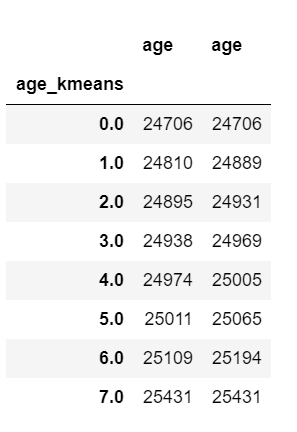 age age
age_kmeans
0.0 24706 24706
1.0 24810 24889
2.0 24895 24931
3.0 24938 24969
4.0 24974 25005
5.0 25011 25065
6.0 25109 25194
7.0 25431 25431